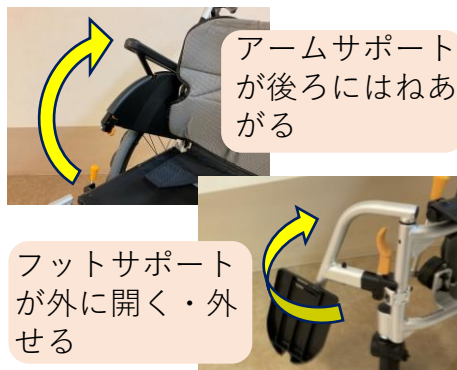 アームサポート
が後ろにはねあ
がる
フットサポート
が外に開く・外
せる